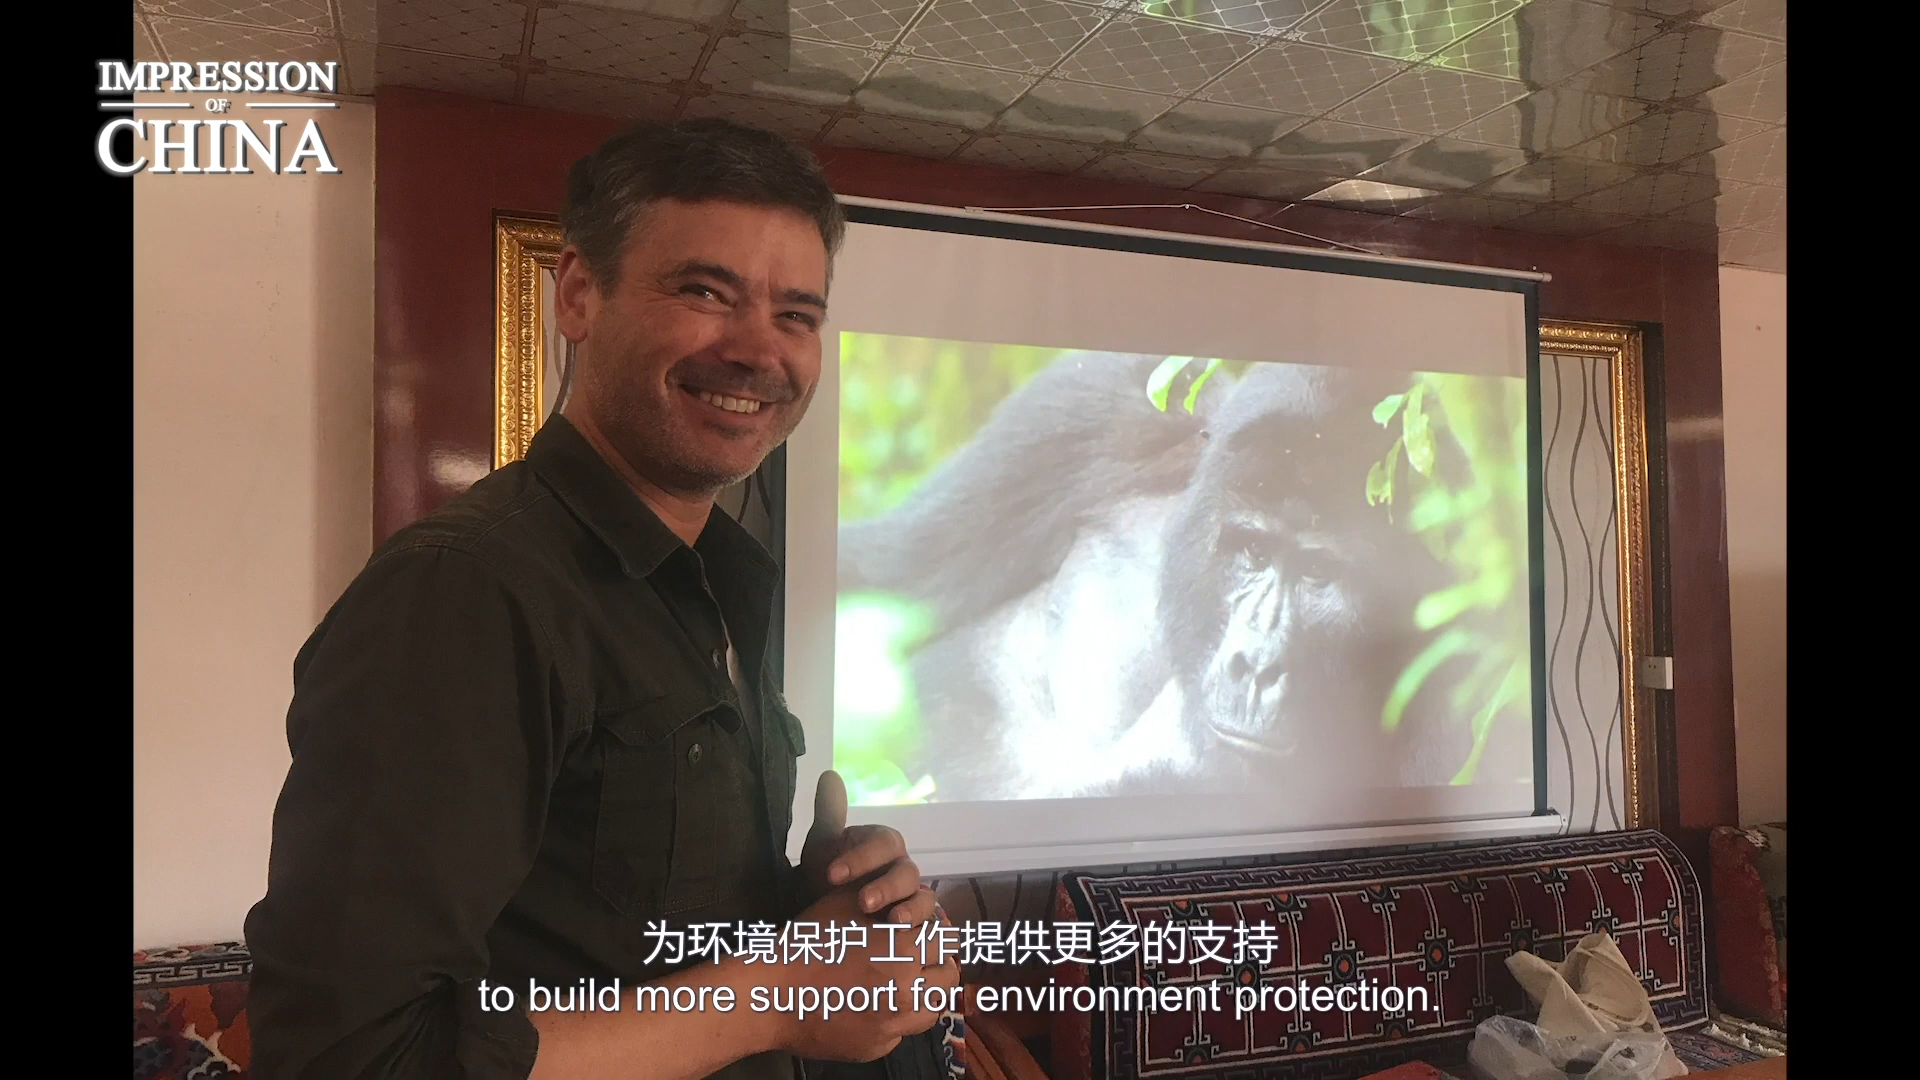 IMPRESSION
OF
CHINA
为环境保护工作提供更多的支持
to build more support for environment protection.